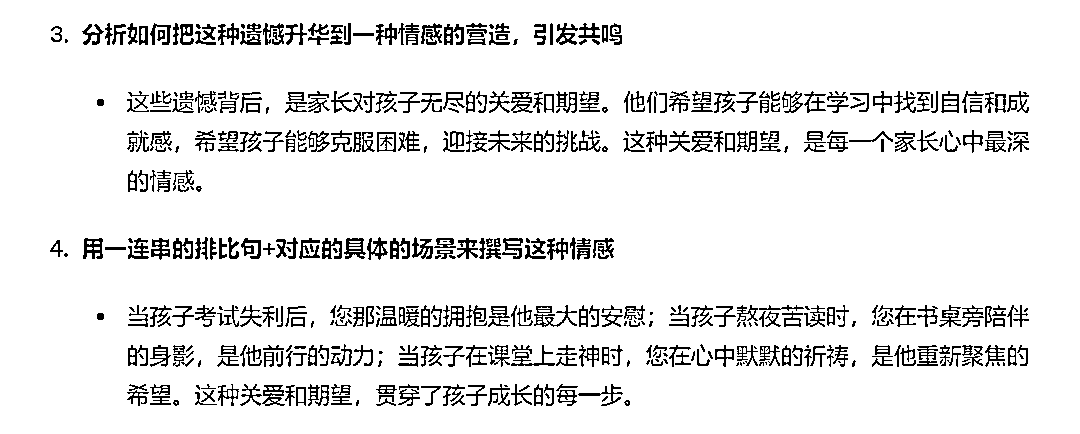 3. 分析如何把这种遗憾升华到一种情感的营造，引发共鸣
• 这些遗憾背后，是家长对孩子无尽的关爱和期望。他们希望孩子能够在学习中找到自信和成
就感，希望孩子能够克服困难，迎接未来的挑战。这种关爱和期望，是每一个家长心中最深
的情感。
4. 用一连串的排比句+对应的具体的场景来撰写这种情感
• 当孩子考试失利后，您那温暖的拥抱是他最大的安慰；当孩子熬夜苦读时，您在书桌旁陪伴
的身影，是他前行的动力；当孩子在课堂上走神时，您在心中默默的祈祷，是他重新聚焦的
希望。这种关爱和期望，贯穿了孩子成长的每一步。